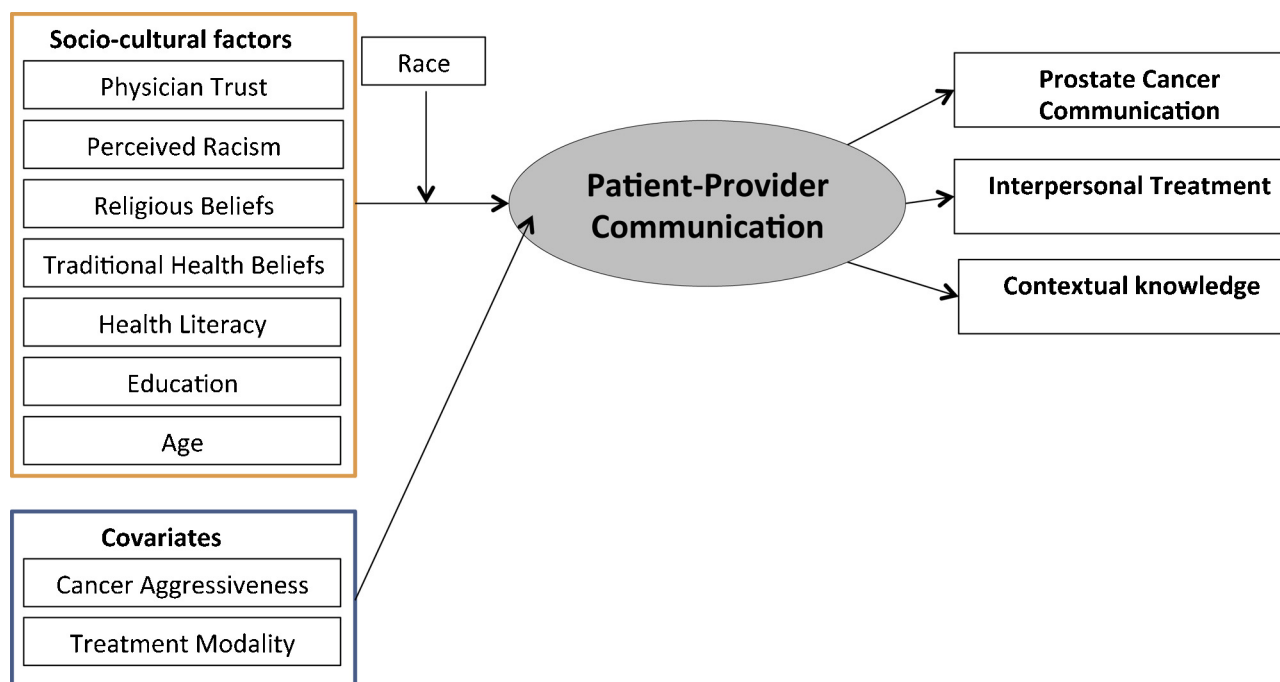 Socio-cultural factors
Physician Trust
Perceived Racism
Religious Beliefs
Traditional Health Beliefs
Health Literacy
Education
Age
Race
Covariates
Cancer Aggressiveness
Treatment Modality
Patient-Provider
Communication
Prostate Cancer
Communication
Interpersonal Treatment
Contextual knowledge